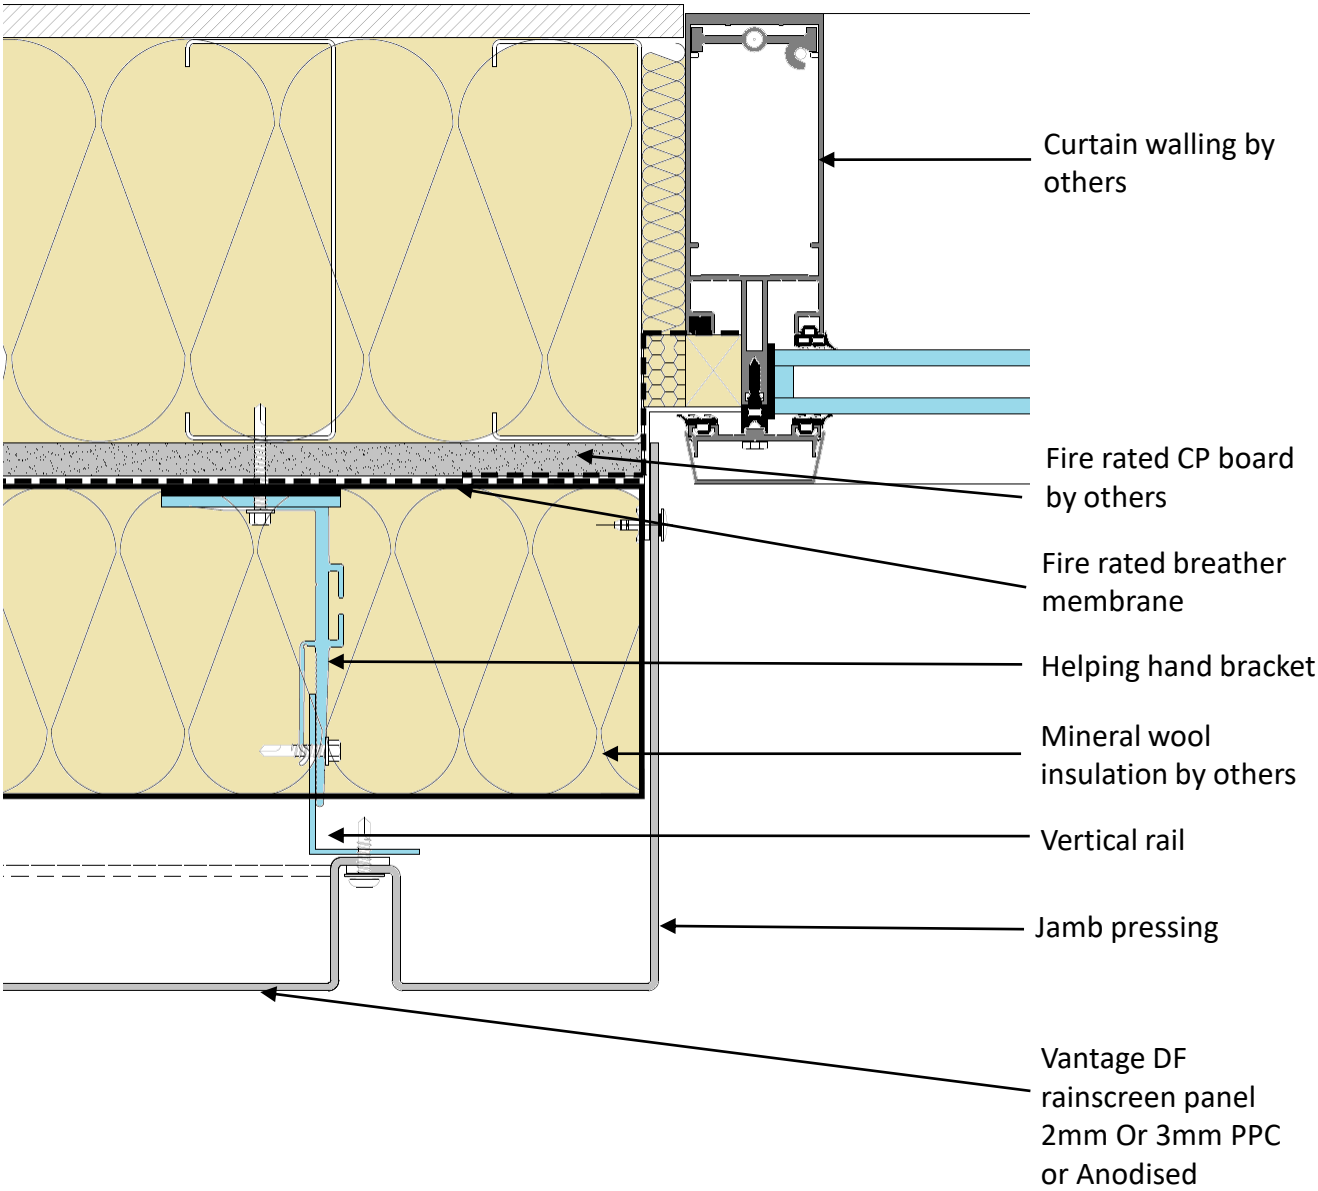 Curtain walling by
others
Fire rated CP board
by others
Fire rated breather
membrane
Helping hand bracket
Mineral wool
insulation by others
Vertical rail
Jamb pressing
Vantage DF
rainscreen panel
2mm Or 3mm PPC
or Anodised